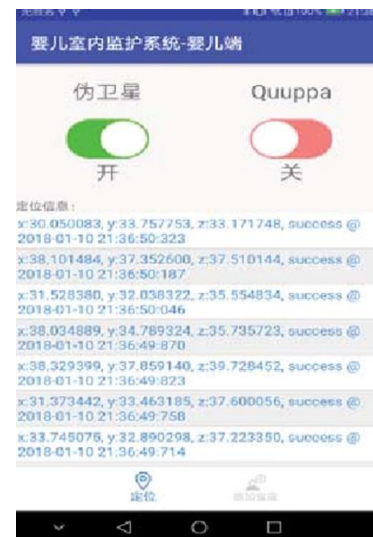 100% 21:36
婴儿室内监护系统-婴儿端
伪卫星 Quuppa
开 关
定位信息:
x:30.050083, y:33.757753, z:33.171748, success @
2018-01-10 21:36:50:323
x:38.101484, y:37.352600, z:37.510144, success @
2018-01-10 21:36:50:187
x:31.528380, y:32.038322, z:35.554834, success @
2018-01-10 21:36:50:046
x:38.034889, y:34.789324, z:35.735723, success @
2018-01-10 21:36:49:870
x:38.329399, y:37.859140, z:39.728452, success @
2018-01-10 21:36:49:823
x:31.373442, y:33.463185, z:37.600056, success @
2018-01-10 21:36:49:758
x:33.745075, y:32.890298, z:37.223350, success @
2018-01-10 21:36:49:714
定位